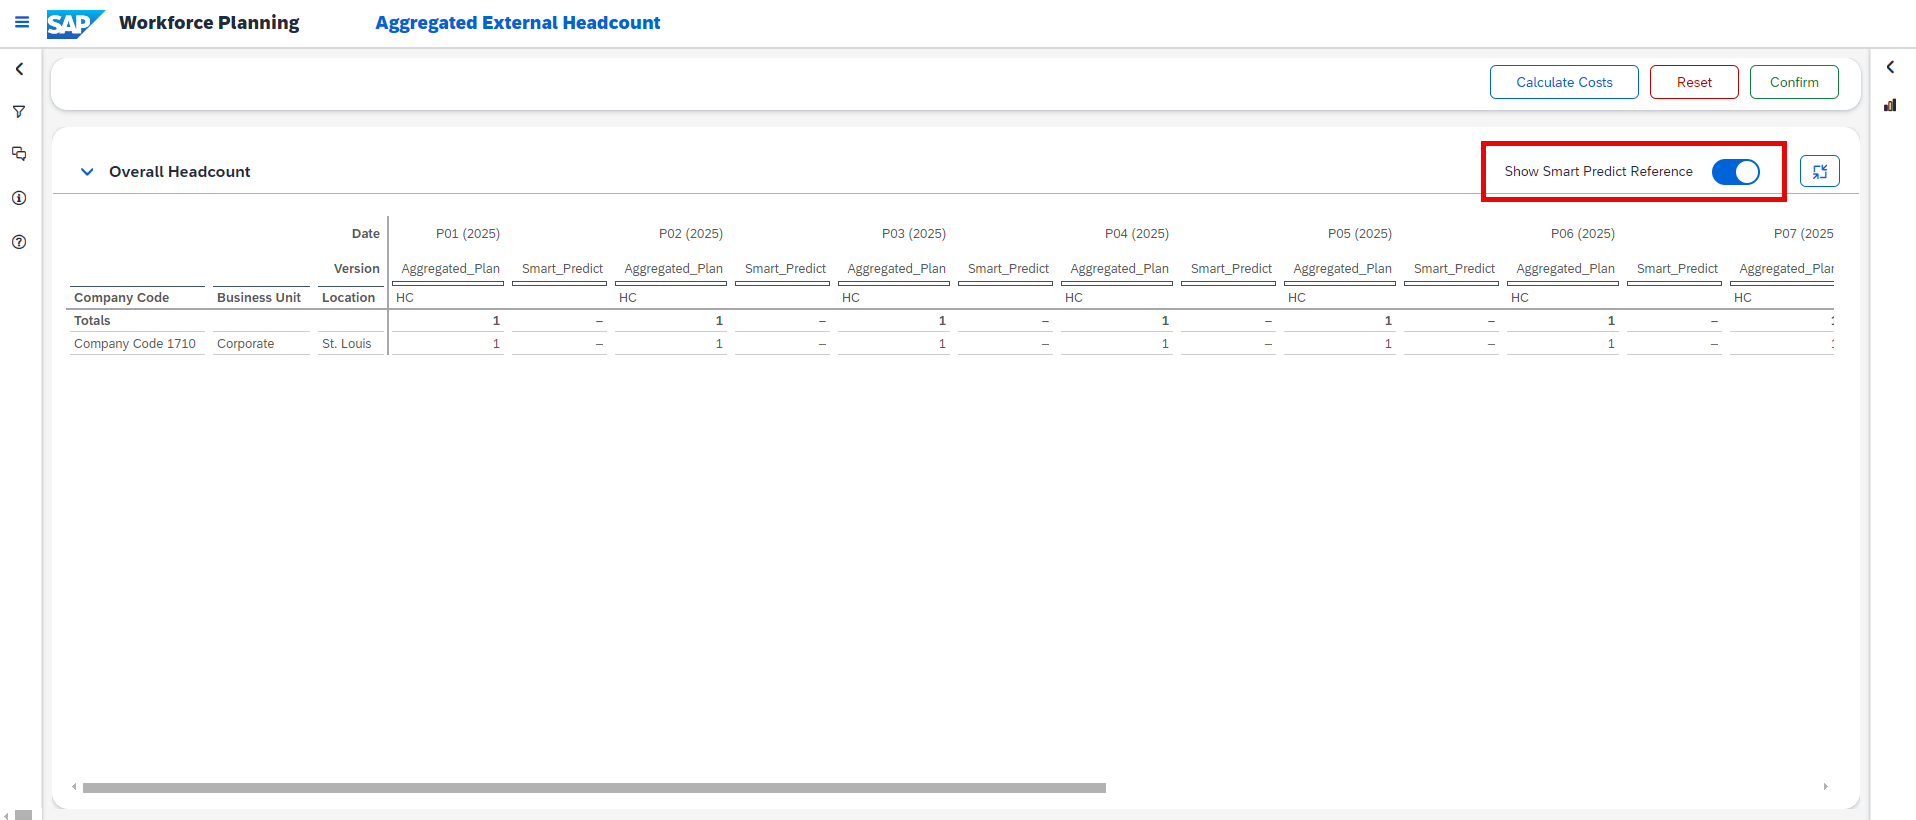 SAP Workforce Planning Aggregated External Headcount
Calculate Costs Reset Confirm
Overall Headcount Show Smart Predict Reference
Date P01 (2025) P02 (2025) P03 (2025) P04 (2025) P05 (2025) P06 (2025) P07 (2025
Version Aggregated_Plan Smart_Predict Aggregated_Plan Smart_Predict Aggregated_Plan Smart_Predict Aggregated_Plan Smart_Predict Aggregated_Plan Smart_Predict Aggregated_Plan Smart_Predict Aggregated_Plan
Company Code Business Unit Location HC HC HC HC HC HC HC
Totals 1 – 1 – 1 – 1 – 1 – 1 – 1
Company Code 1710 Corporate St. Louis 1 – 1 – 1 – 1 – 1 – 1 – 1